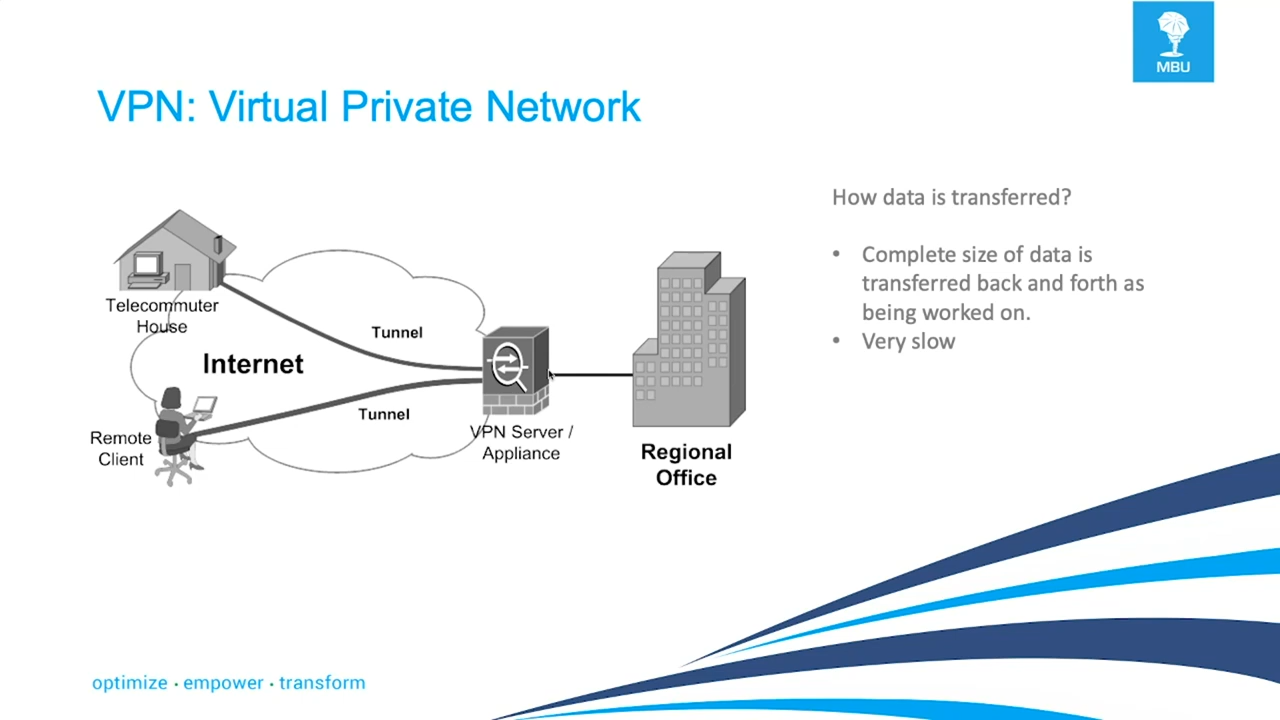 MBU
VPN: Virtual Private Network
How data is transferred?
• Complete size of data is
transferred back and forth as
being worked on.
• Very slow
Telecommuter
House
Tunnel
Internet
Tunnel
Remote
Client
VPN Server /
Appliance
Regional
Office
optimize · empower · transform